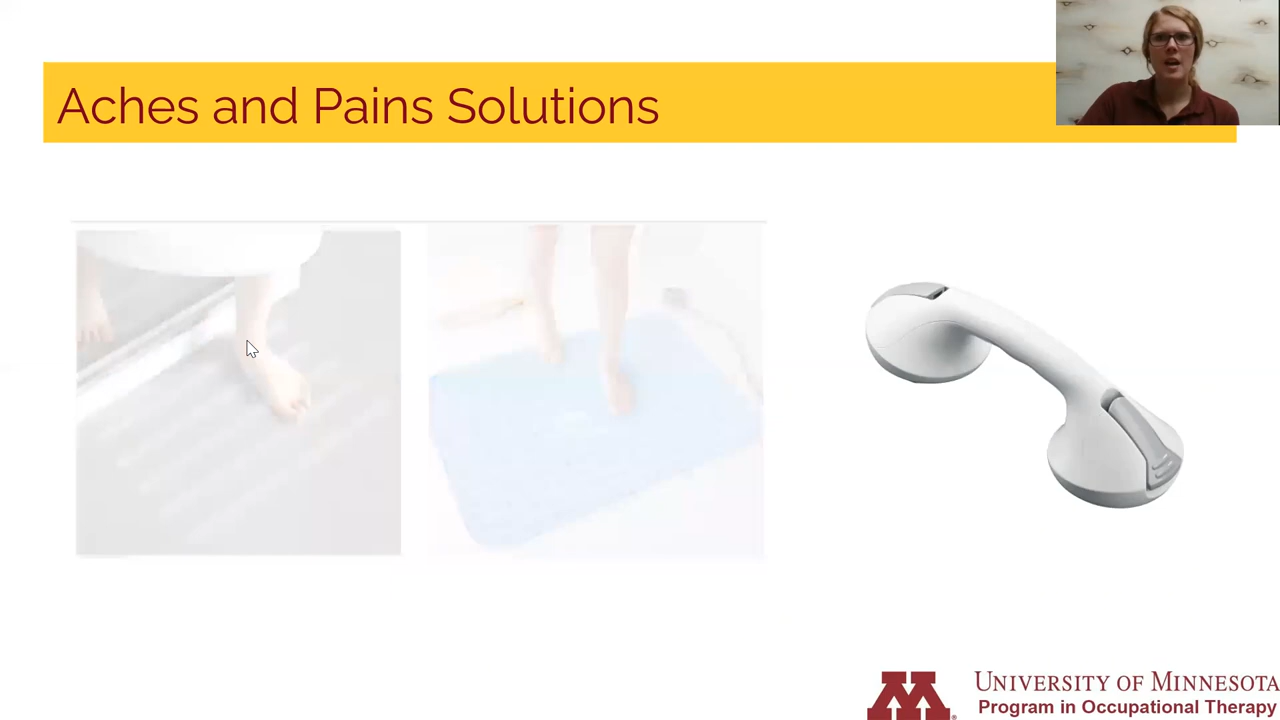 Aches and Pains Solutions
M
UNIVERSITY OF MINNESOTA
Program in Occupational Therapy